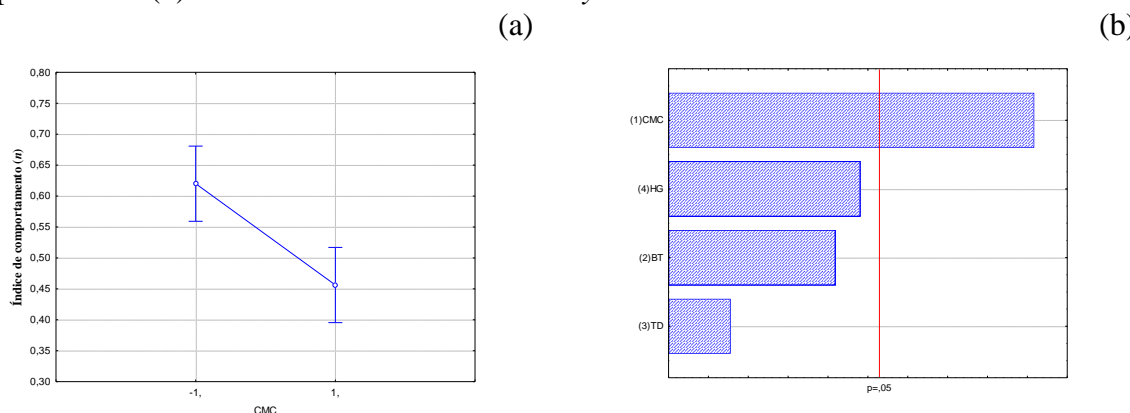 (a)
(b)
0,80
0,75
0,70
0,65
0,60
0,55
0,50
0,45
0,40
0,35
0,30
Índice de comportamento (n)
-1,
1,
CMC
(1)CMC
(4)HG
(2)BT
(3)TD
p=,05